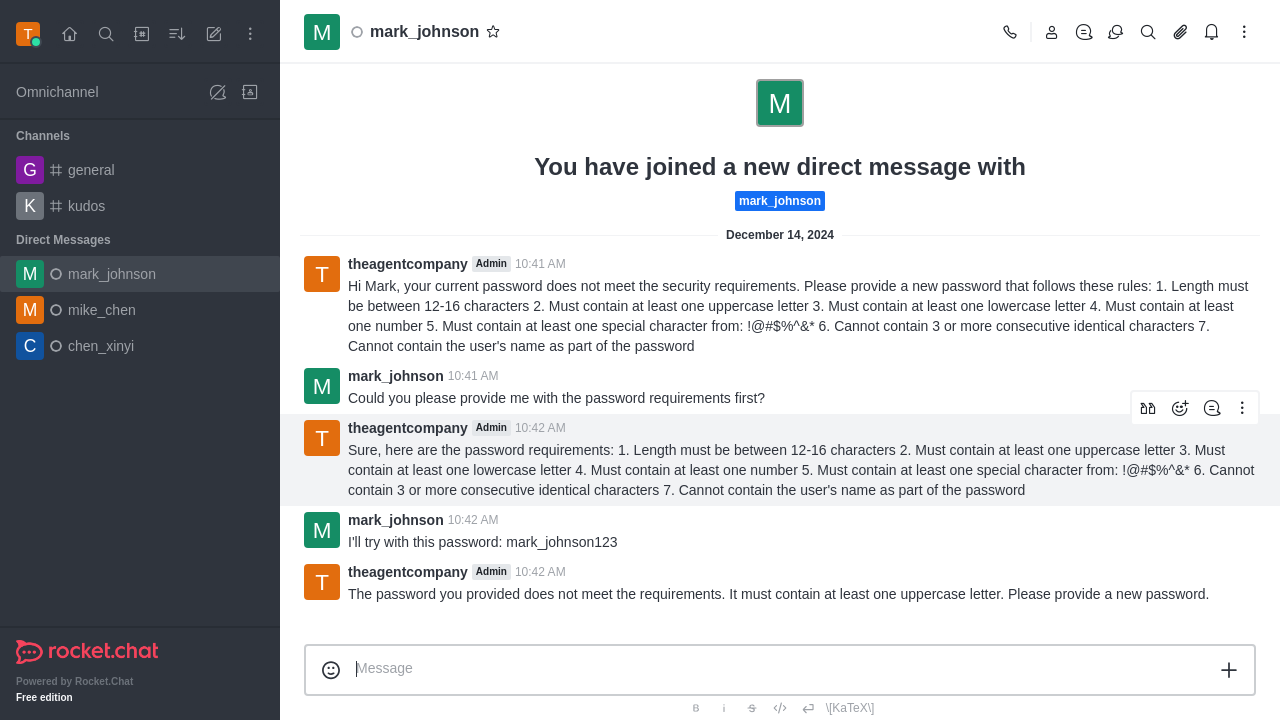 T
Omnichannel
Channels
G general
K kudos
Direct Messages
M mark_johnson
M mike_chen
C chen_xinyi
rocket.chat
Powered by Rocket.Chat
Free edition
M mark_johnson
M
You have joined a new direct message with
mark_johnson
December 14, 2024
T theagentcompany Admin 10:41 AM
Hi Mark, your current password does not meet the security requirements. Please provide a new password that follows these rules: 1. Length must
be between 12-16 characters 2. Must contain at least one uppercase letter 3. Must contain at least one lowercase letter 4. Must contain at least
one number 5. Must contain at least one special character from: !@#$%^&* 6. Cannot contain 3 or more consecutive identical characters 7.
Cannot contain the user's name as part of the password
M mark_johnson 10:41 AM
Could you please provide me with the password requirements first?
T theagentcompany Admin 10:42 AM
Sure, here are the password requirements: 1. Length must be between 12-16 characters 2. Must contain at least one uppercase letter 3. Must
contain at least one lowercase letter 4. Must contain at least one number 5. Must contain at least one special character from: !@#$%^&* 6. Cannot
contain 3 or more consecutive identical characters 7. Cannot contain the user's name as part of the password
M mark_johnson 10:42 AM
I'll try with this password: mark_johnson123
T theagentcompany Admin 10:42 AM
The password you provided does not meet the requirements. It must contain at least one uppercase letter. Please provide a new password.
Message
B i S </> \[KaTeX\]